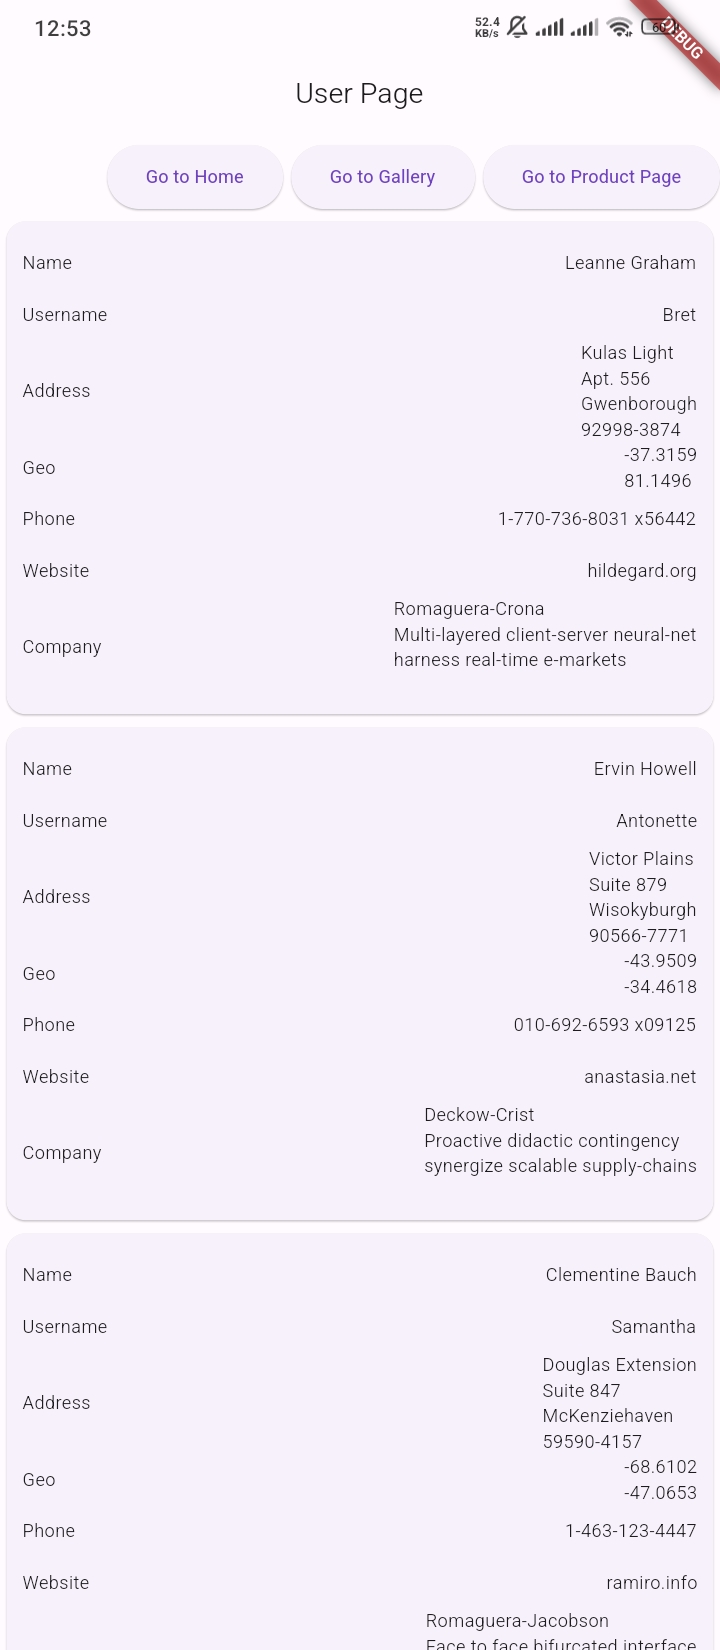 12:53
52.4
KB/s
60
DEBUG
User Page
Go to Home Go to Gallery Go to Product Page
Name Leanne Graham
Username Bret
Kulas Light
Apt. 556
Address
Gwenborough
92998-3874
-37.3159
Geo
81.1496
Phone 1-770-736-8031 x56442
Website hildegard.org
Romaguera-Crona
Multi-layered client-server neural-net
Company
harness real-time e-markets
Name Ervin Howell
Username Antonette
Victor Plains
Suite 879
Address
Wisokyburgh
90566-7771
-43.9509
Geo
-34.4618
Phone 010-692-6593 x09125
Website anastasia.net
Deckow-Crist
Proactive didactic contingency
Company
synergize scalable supply-chains
Name Clementine Bauch
Username Samantha
Douglas Extension
Suite 847
Address
McKenziehaven
59590-4157
-68.6102
Geo
-47.0653
Phone 1-463-123-4447
Website ramiro.info
Romaguera-Jacobson
Face to face bifurcated interface